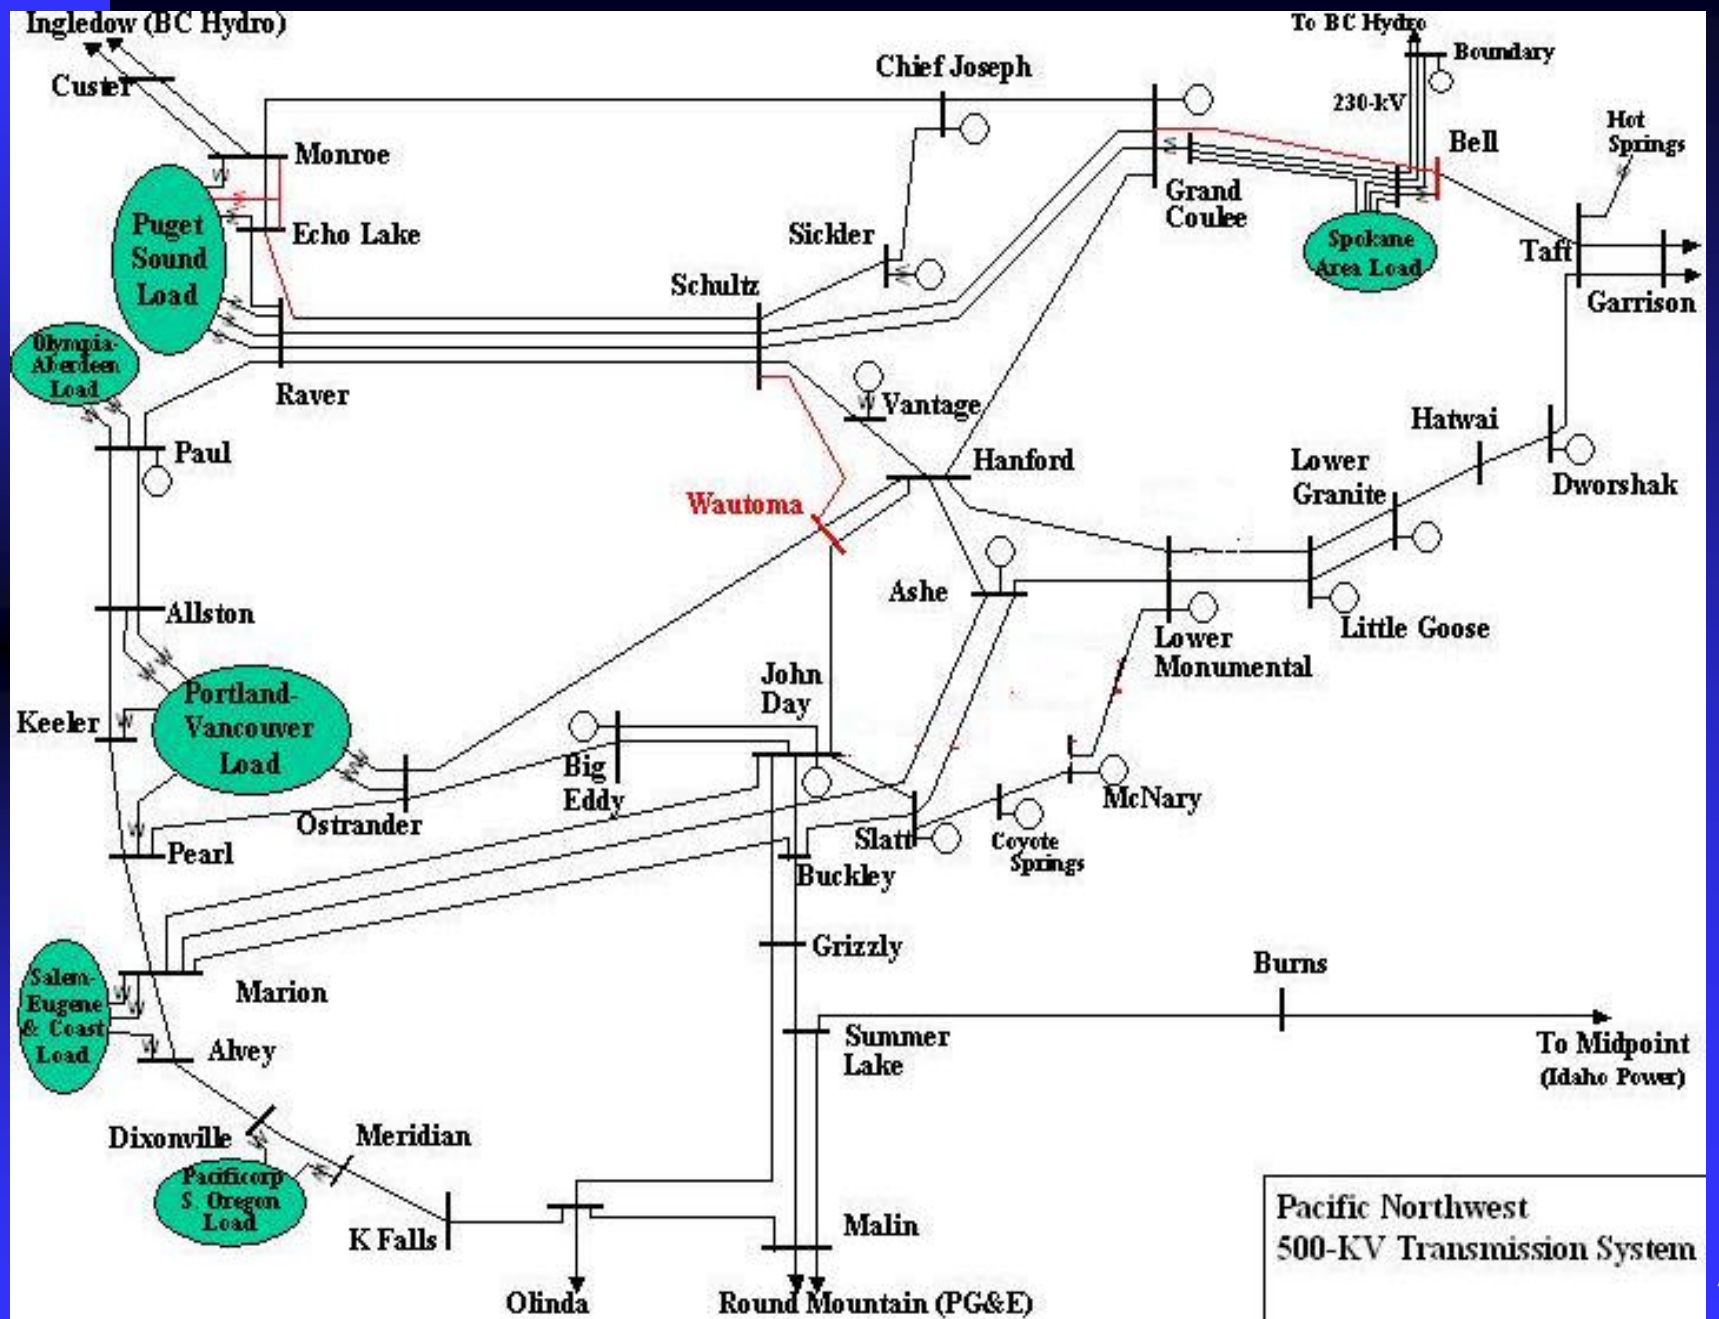 Ingledow (BC Hydro)
To BC Hydro
Custer
Chief Joseph
Boundary
230-kV
Hot
Springs
Bell
Monroe
Grand
Coulee
Puget
Sound
Load
Echo Lake
Sickler
Spokane
Area Load
Taft
Schultz
Garrison
Olympia-
Aberdeen
Load
Raver
Vantage
Hatwai
Paul
Hanford
Lower
Granite
Dworshak
Wautoma
Ashe
Allston
Lower
Monumental
Little Goose
John
Day
Portland-
Vancouver
Load
Keeler
Big
Eddy
McNary
Ostrander
Slatt
Coyote
Springs
Pearl
Buckley
Grizzly
Burns
Salem-
Eugene
& Coast
Load
Marion
Alvey
Summer
Lake
To Midpoint
(Idaho Power)
Dixonville
Meridian
Pacificorp
S. Oregon
Load
K Falls
Malin
Pacific Northwest
500-KV Transmission System
Olinda
Round Mountain (PG&E)